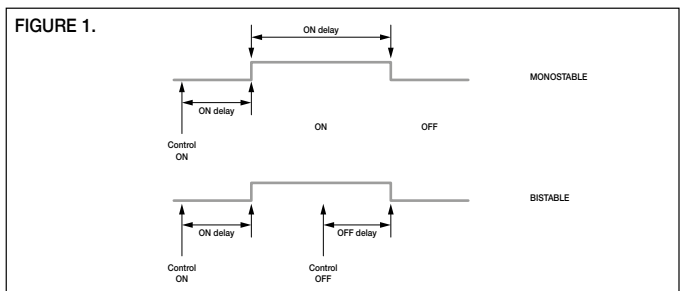 FIGURE 1.
ON delay
MONOSTABLE
ON delay
ON
OFF
Control
ON
BISTABLE
ON delay
OFF delay
Control
ON
Control
OFF